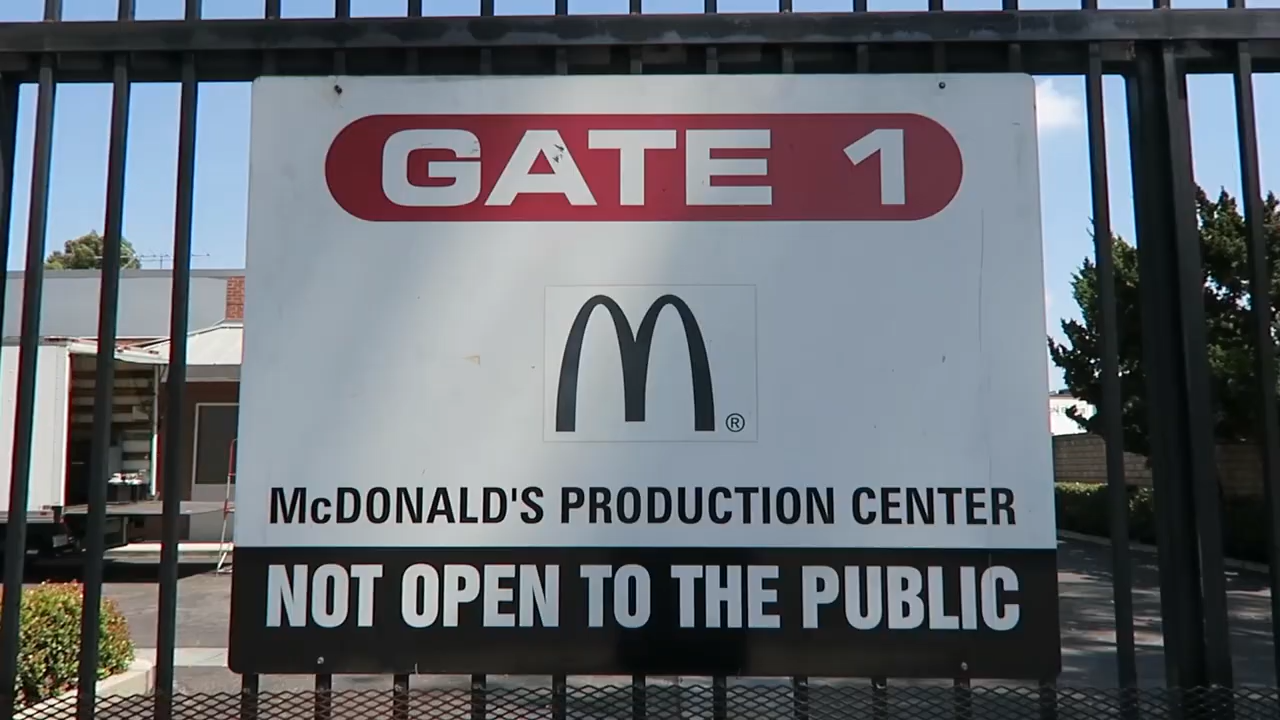 GATE 1
®
McDONALD'S PRODUCTION CENTER
NOT OPEN TO THE PUBLIC